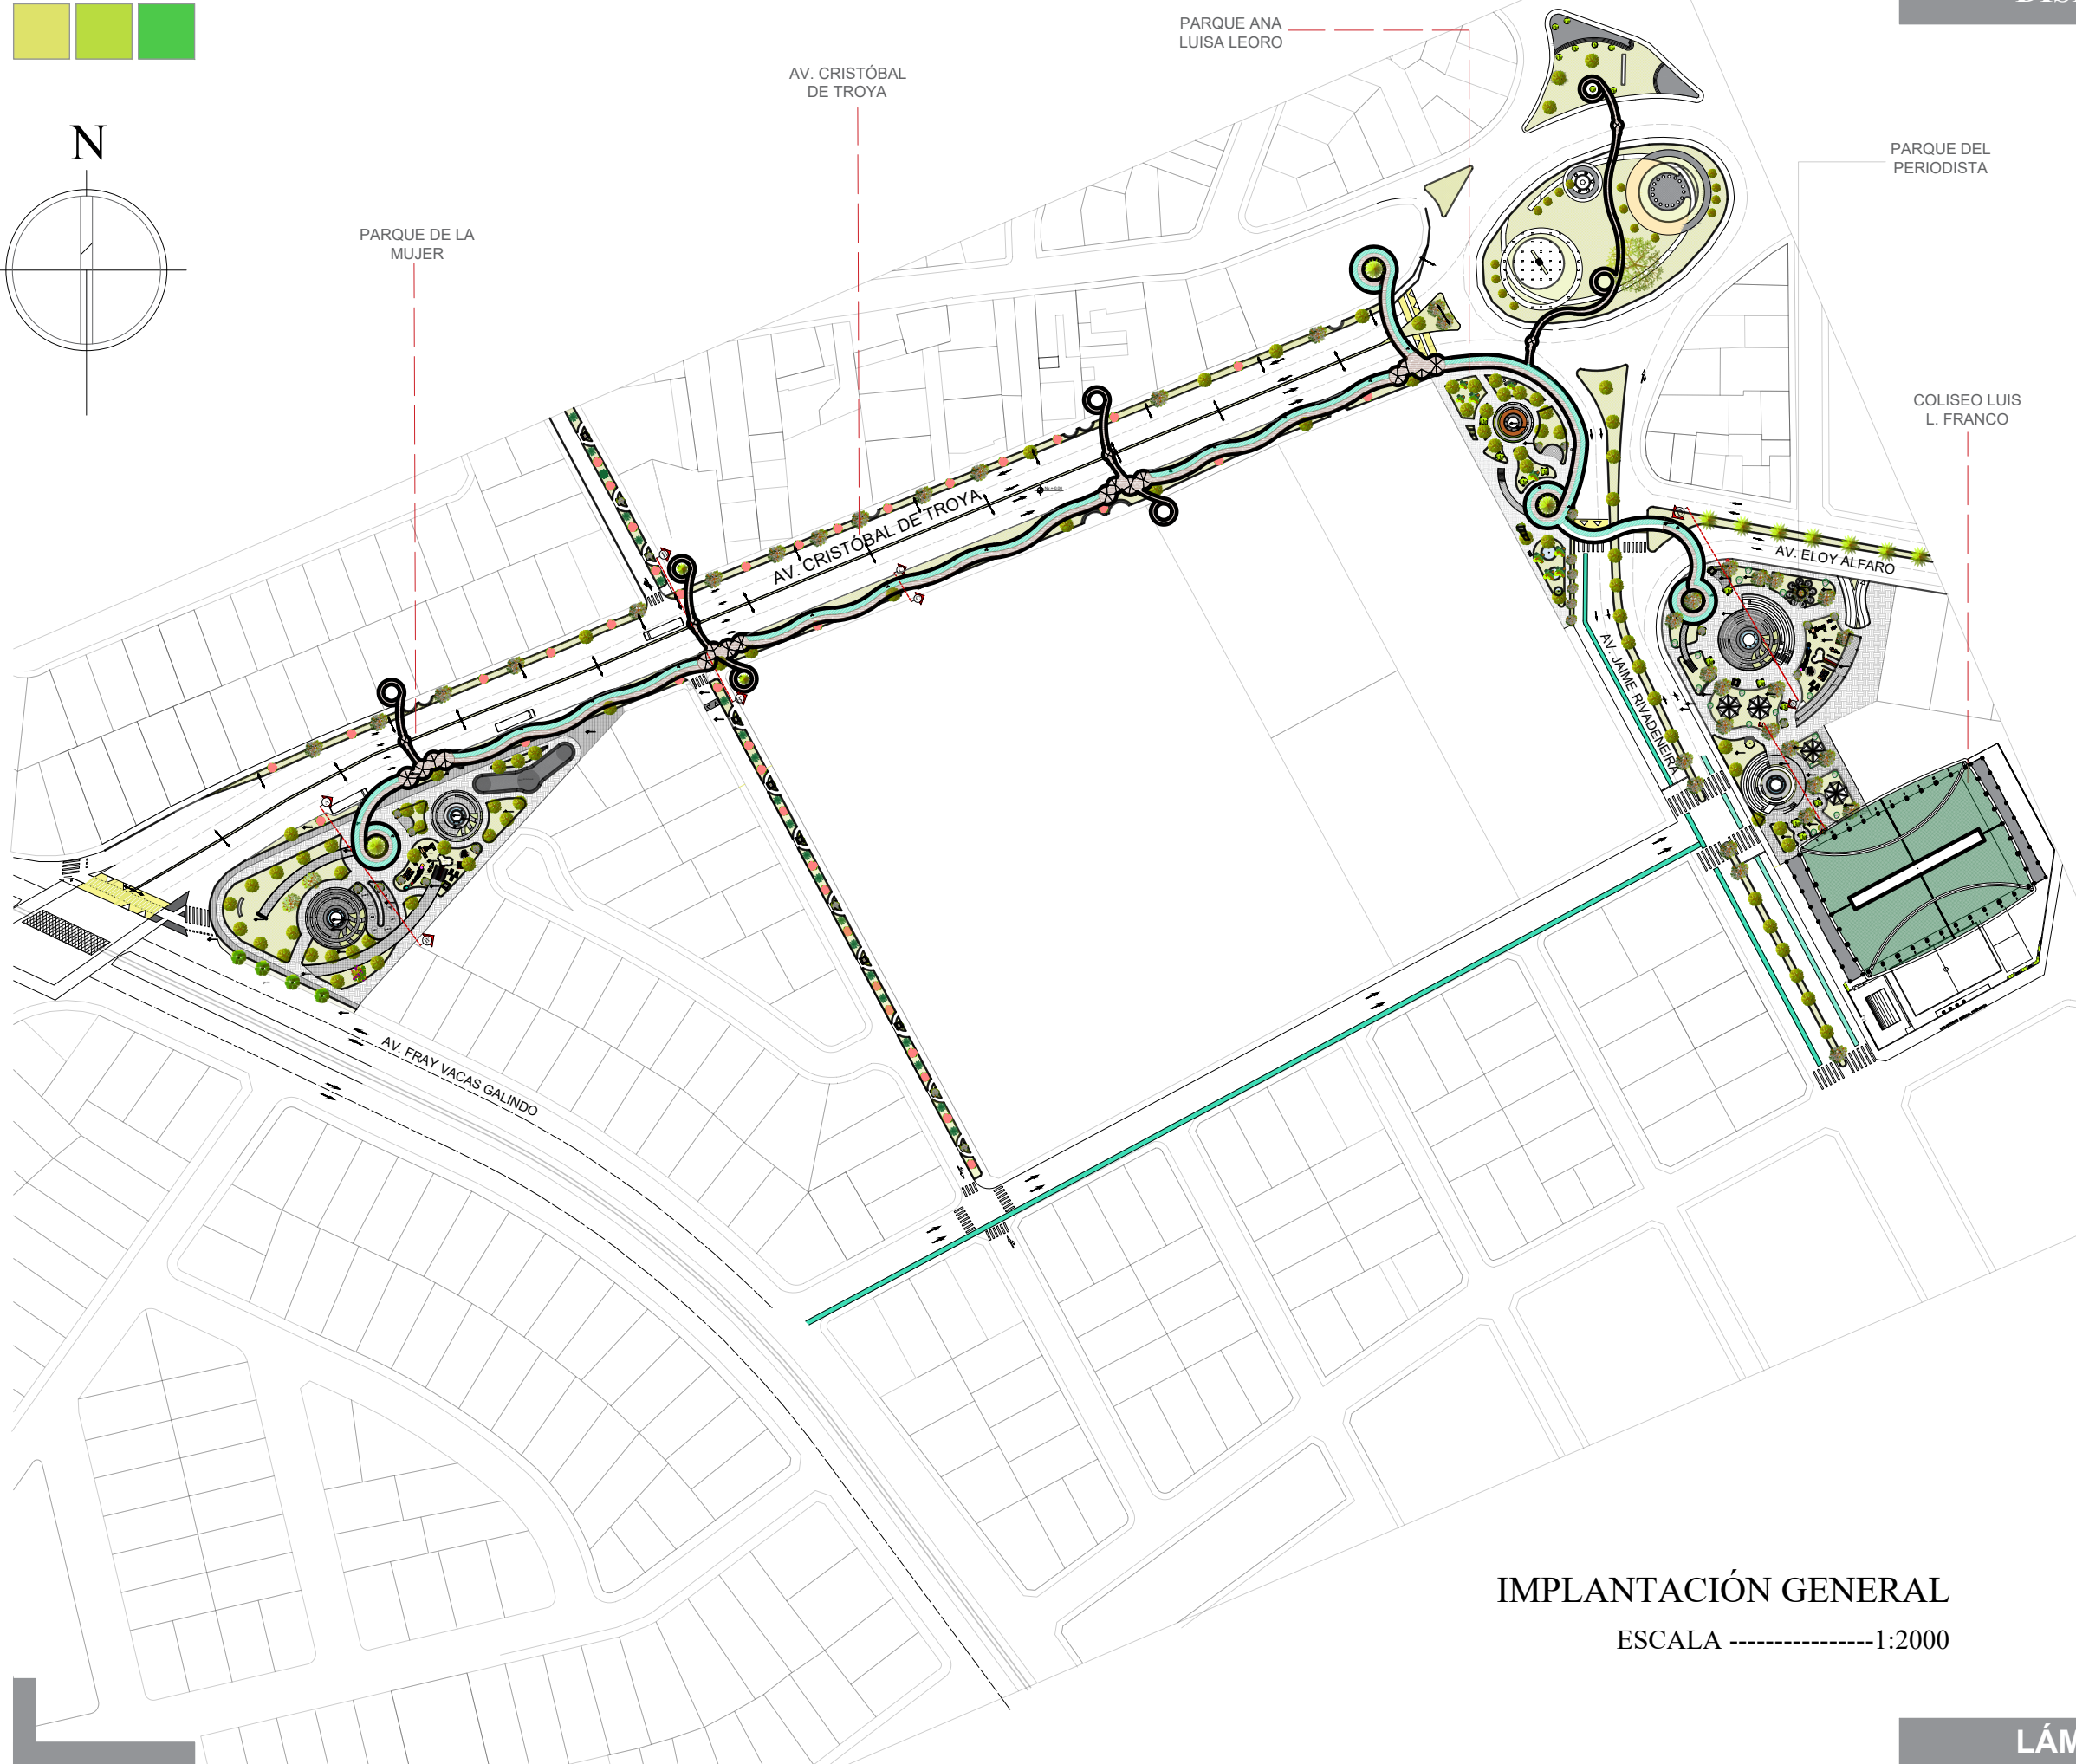 PARQUE ANA
LUISA LEORO
AV. CRISTÓBAL
DE TROYA
N
PARQUE DEL
PERIODISTA
PARQUE DE LA
MUJER
COLISEO LUIS
L. FRANCO
AV. CRISTÓBAL DE TROYA
AV. ELOY ALFARO
AV. JAIME RIVADENEIRA
AV. FRAY VACAS GALINDO
IMPLANTACIÓN GENERAL
ESCALA ----------------1:2000